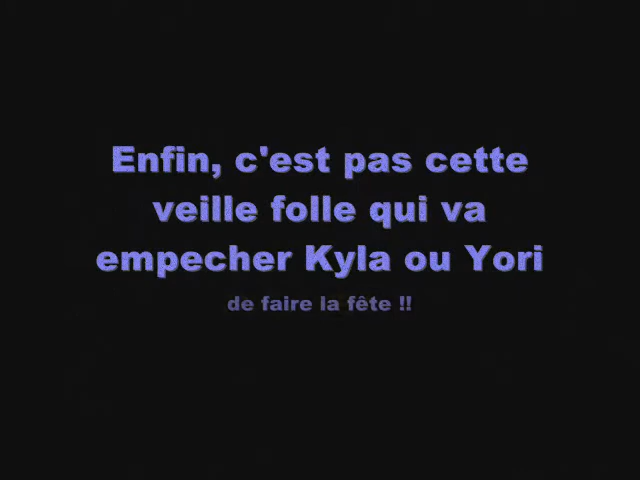 Enfin, c'est pas cette
veille folle qui va
empecher Kyla ou Yori
de faire la fête !!